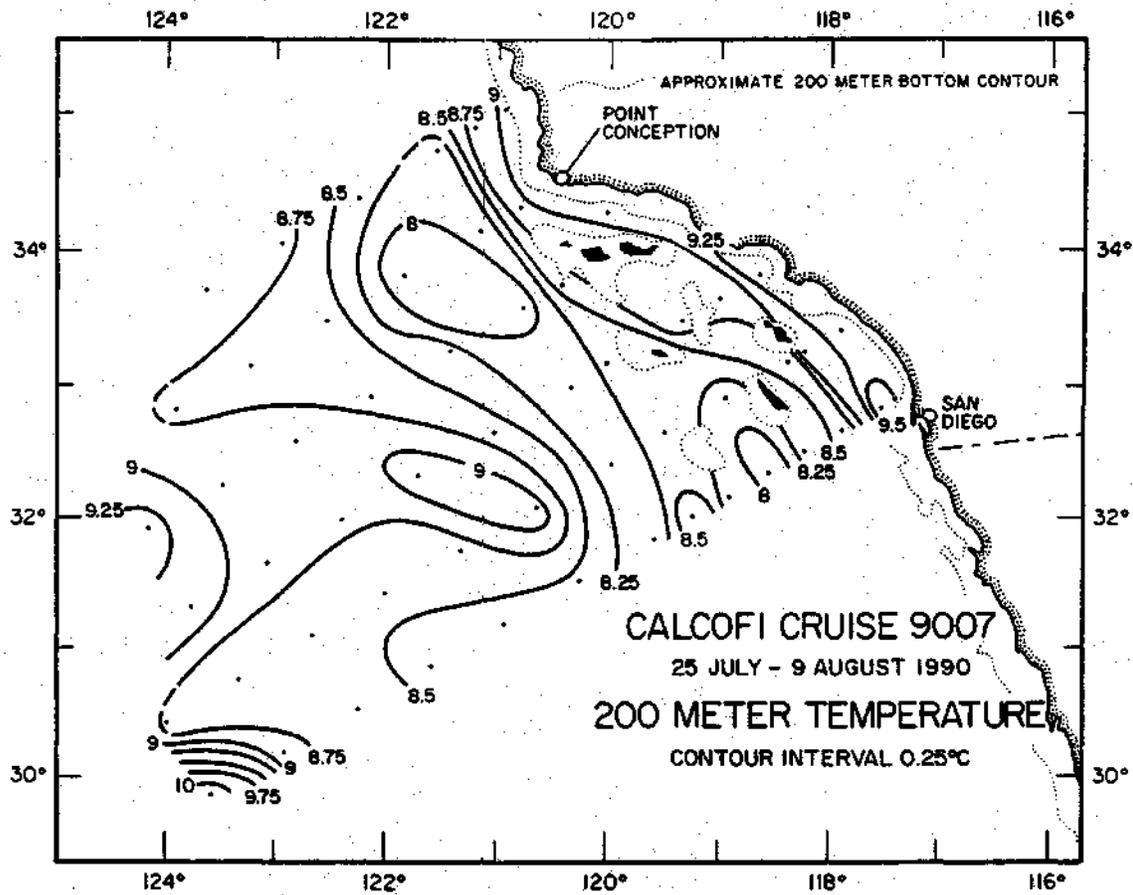 124° 122° 120° 118° 116°
APPROXIMATE 200 METER BOTTOM CONTOUR
9
8.5 8.75
POINT
CONCEPTION
8.5
8.75
8
9.25
34° 34°
SAN
DIEGO
9.5
8.5
8.25
8
9
9
9.25
32° 32°
8.5
8.25
CALCOFI CRUISE 9007
25 JULY - 9 AUGUST 1990
8.5
200 METER TEMPERATURE
CONTOUR INTERVAL 0.25°C
9
8.75
9
30° 30°
10
9.75
124° 122° 120° 118° 116°